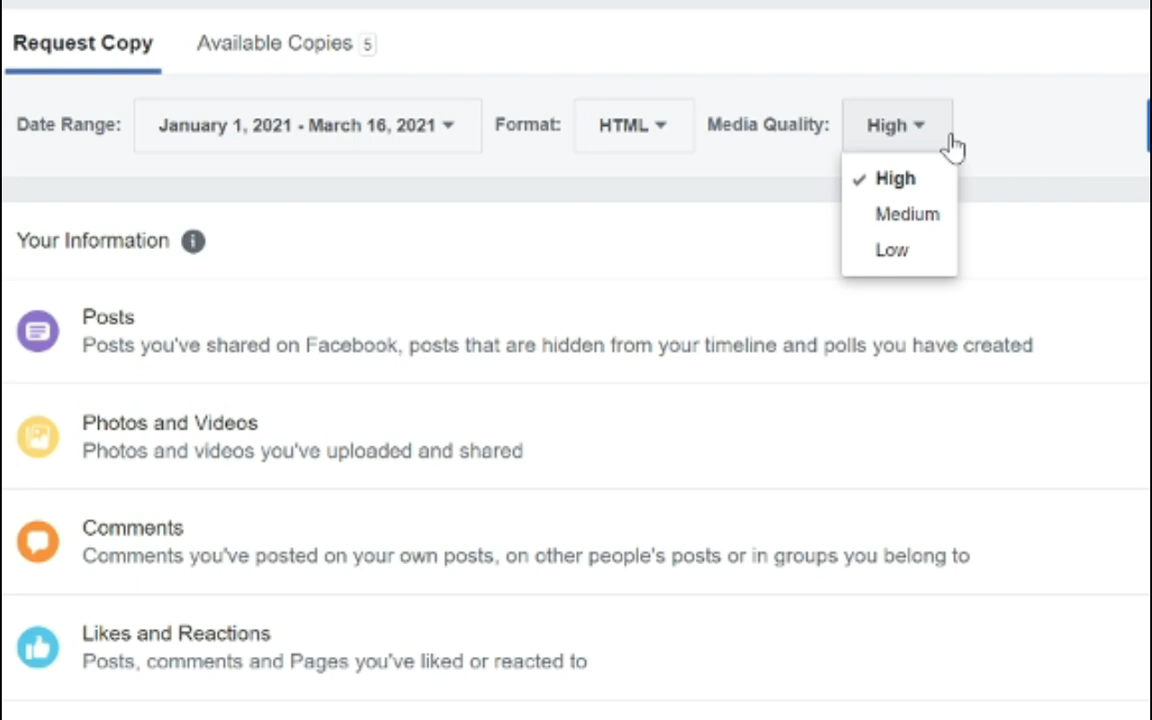 Request Copy Available Copies 5
Date Range: January 1, 2021 - March 16, 2021 Format: HTML Media Quality: High
High
Medium
Low
Your Information
Posts
Posts you've shared on Facebook, posts that are hidden from your timeline and polls you have created
Photos and Videos
Photos and videos you've uploaded and shared
Comments
Comments you've posted on your own posts, on other people's posts or in groups you belong to
Likes and Reactions
Posts, comments and Pages you've liked or reacted to